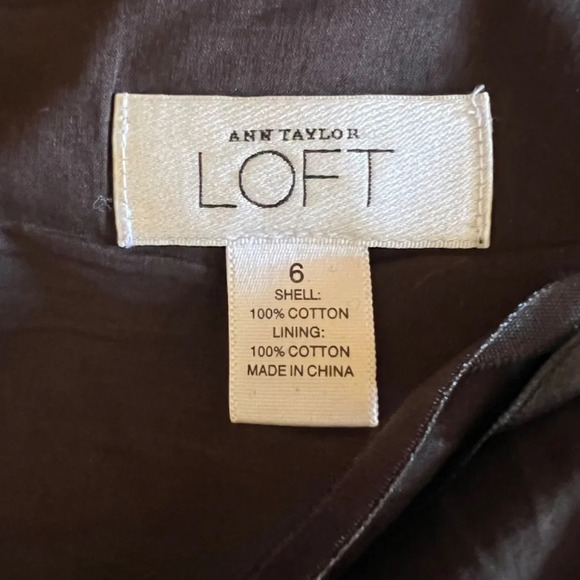 ANN TAYLOR
LOFT
6
SHELL:
100% COTTON
LINING:
100% COTTON
MADE IN CHINA